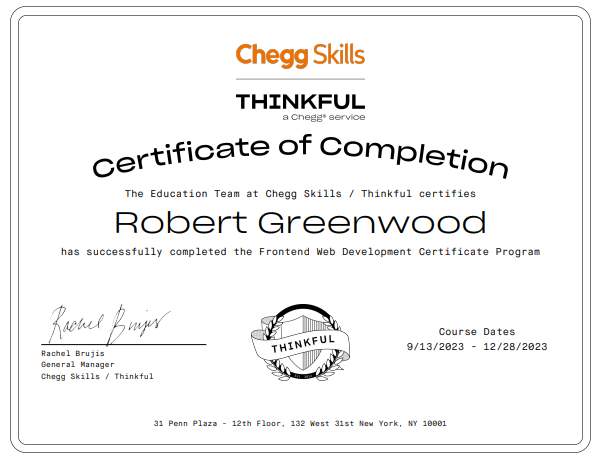 Chegg Skills
THINKFUL
a Chegg® service
Certificate of Completion
The Education Team at Chegg Skills / Thinkful certifies
Robert Greenwood
has successfully completed the Frontend Web Development Certificate Program
Rachel Brujis
Rachel Brujis
General Manager
Chegg Skills / Thinkful
THINKFUL
Course Dates
9/13/2023 - 12/28/2023
31 Penn Plaza - 12th Floor, 132 West 31st New York, NY 10001